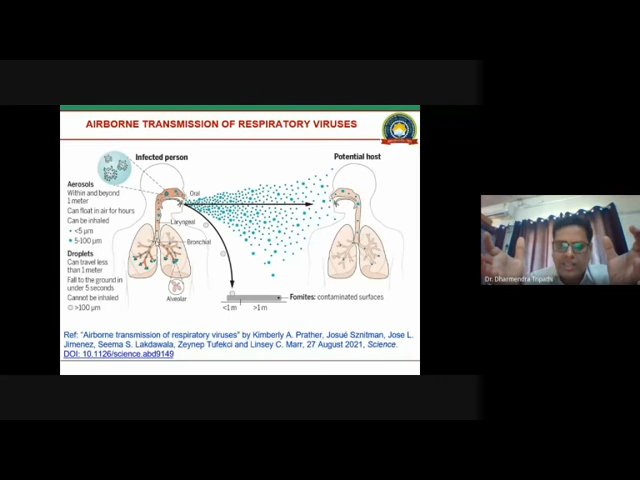 AIRBORNE TRANSMISSION OF RESPIRATORY VIRUSES
Infected person
Potential host
Oral
Laryngeal
Bronchial
Alveolar
Aerosols
Within and beyond
1 meter
Can float in air for hours
Can be inhaled
<5 µm
5-100 µm
Droplets
Can travel less
than 1 meter
Fall to the ground in
under 5 seconds
Cannot be inhaled
>100 µm
<1 m
>1 m
Fomites: contaminated surfaces
Ref: "Airborne transmission of respiratory viruses" by Kimberly A. Prather, Josué Sznitman, Jose L.
Jimenez, Seema S. Lakdawala, Zeynep Tufekci and Linsey C. Marr, 27 August 2021, Science.
DOI: 10.1126/science.abd9149
Dr. Dharmendra Tripathi